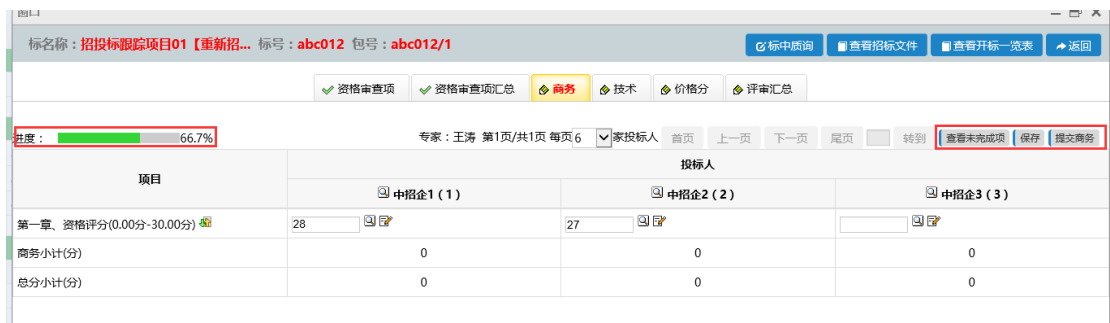 窗口
标名称：招投标跟踪项目01【重新招... 标号：abc012 包号：abc012/1 标中质询 查看招标文件 查看开标一览表 返回
资格审查项 资格审查项汇总 商务 技术 价格分 评审汇总
进度： 66.7% 专家：王涛 第1页/共1页 每页 6 家投标人 首页 上一页 下一页 尾页 转到 查看未完成项 保存 提交商务
项目 投标人
中招企1（1） 中招企2（2） 中招企3（3）
第一章、资格评分(0.00分-30.00分) 28 27
商务小计(分) 0 0 0
总分小计(分) 0 0 0